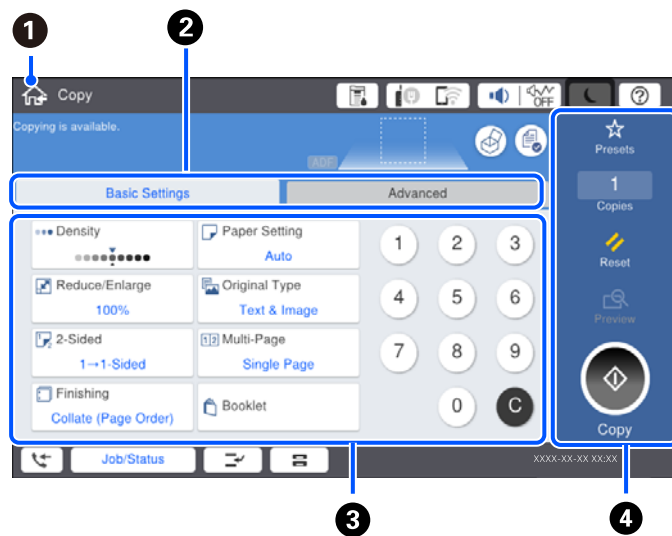 1
2
Copy
OFF
?
Copying is available.
ADF
Presets
Basic Settings
Advanced
1
Copies
Density
Paper Setting
Auto
1
2
3
Reset
Reduce/Enlarge
100%
Original Type
Text & Image
4
5
6
Preview
2-Sided
1→1-Sided
1 2 Multi-Page
Single Page
7
8
9
Finishing
Collate (Page Order)
Booklet
0
C
Copy
Job/Status
XXXX-XX-XX XX:XX
3
4